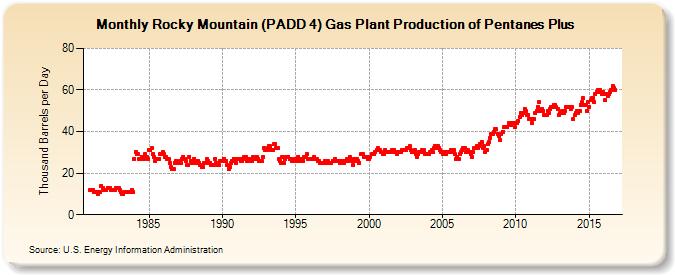 Monthly Rocky Mountain (PADD 4) Gas Plant Production of Pentanes Plus
Thousand Barrels per Day
80
60
40
20
0
1985 1990 1995 2000 2005 2010 2015
Source: U.S. Energy Information Administration